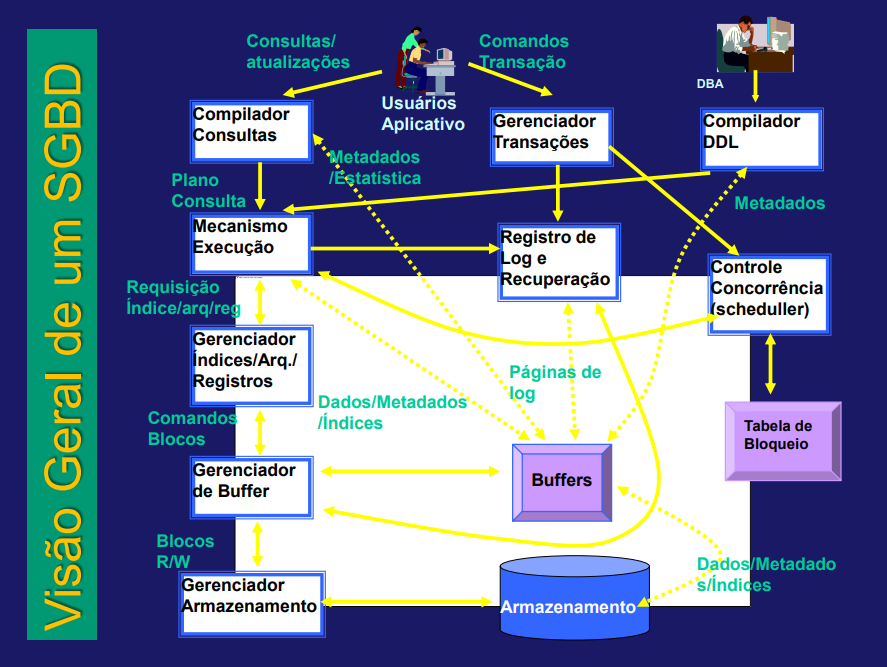 Visão Geral de um SGBD
Consultas/
atualizações
Comandos
Transação
DBA
Usuários
Aplicativo
Compilador
Consultas
Gerenciador
Transações
Compilador
DDL
Metadados
/Estatística
Plano
Consulta
Metadados
Mecanismo
Execução
Registro de
Log e
Recuperação
Controle
Concorrência
(scheduller)
Requisição
Índice/arq/reg
Gerenciador
Índices/Arq./
Registros
Páginas de
log
Dados/Metadados
/Índices
Comandos
Blocos
Tabela de
Bloqueio
Gerenciador
de Buffer
Buffers
Blocos
R/W
Dados/Metadado
s/Índices
Gerenciador
Armazenamento
Armazenamento